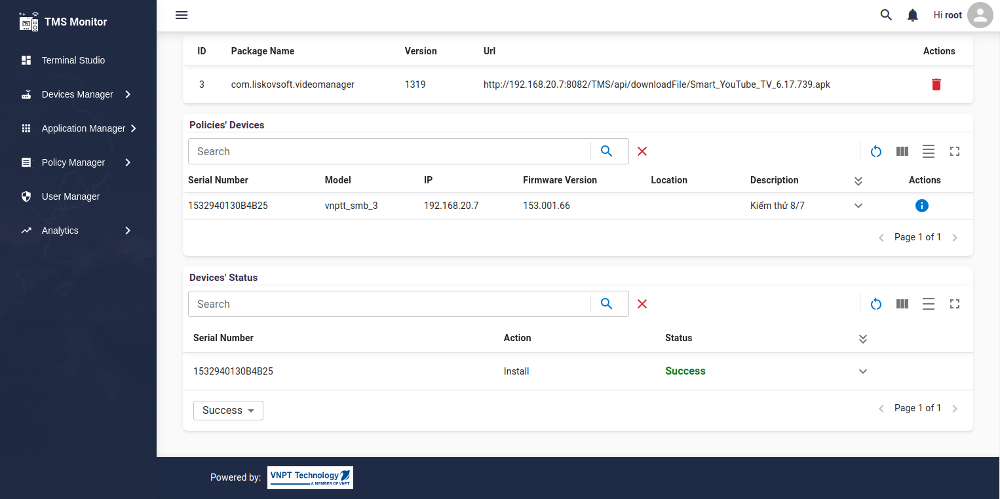 TMS Monitor
Hi root
Terminal Studio
Devices Manager
Application Manager
Policy Manager
User Manager
Analytics
ID Package Name Version Url Actions
3 com.liskovsoft.videomanager 1319 http://192.168.20.7:8082/TMS/api/downloadFile/Smart_YouTube_TV_6.17.739.apk
Policies' Devices
Search
Serial Number Model IP Firmware Version Location Description Actions
1532940130B4B25 vnptt_smb_3 192.168.20.7 153.001.66 Kiểm thử 8/7
Page 1 of 1
Devices' Status
Search
Serial Number Action Status
1532940130B4B25 Install Success
Success
Page 1 of 1
Powered by:
VNPT Technology
A MEMBER OF VNPT
TV